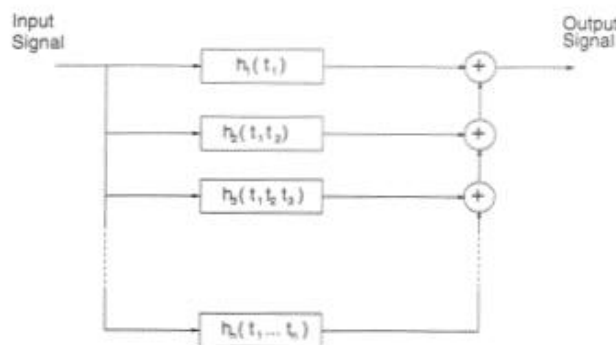 Input
Signal
Output
Signal
h₁(t₁)
+
h₂(t₁t₂)
+
h₃(t₁t₂t₃)
+
hₙ(t₁...tₙ)